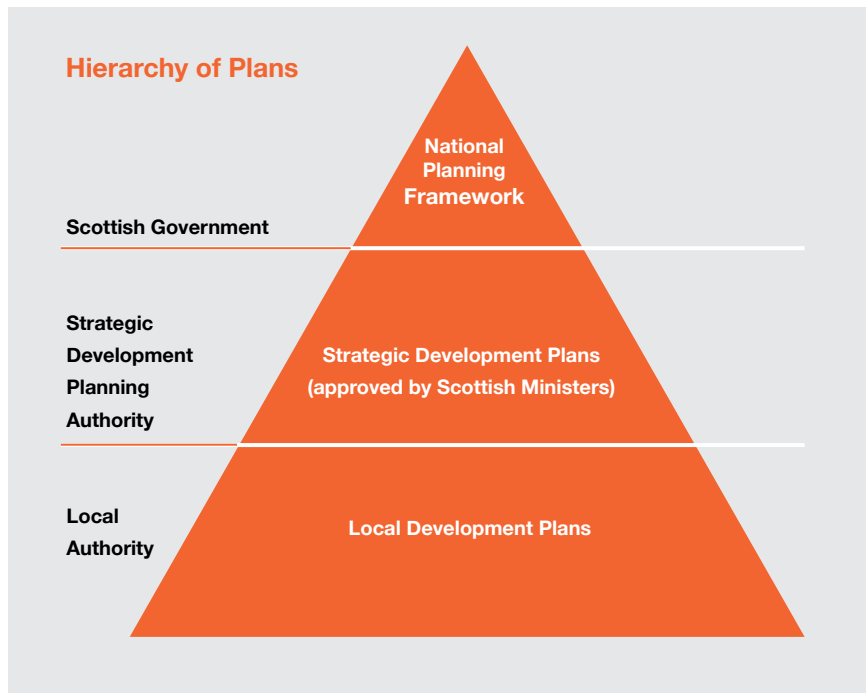 Hierarchy of Plans
National
Planning
Framework
Scottish Government
Strategic
Development
Planning
Authority
Strategic Development Plans
(approved by Scottish Ministers)
Local
Authority
Local Development Plans